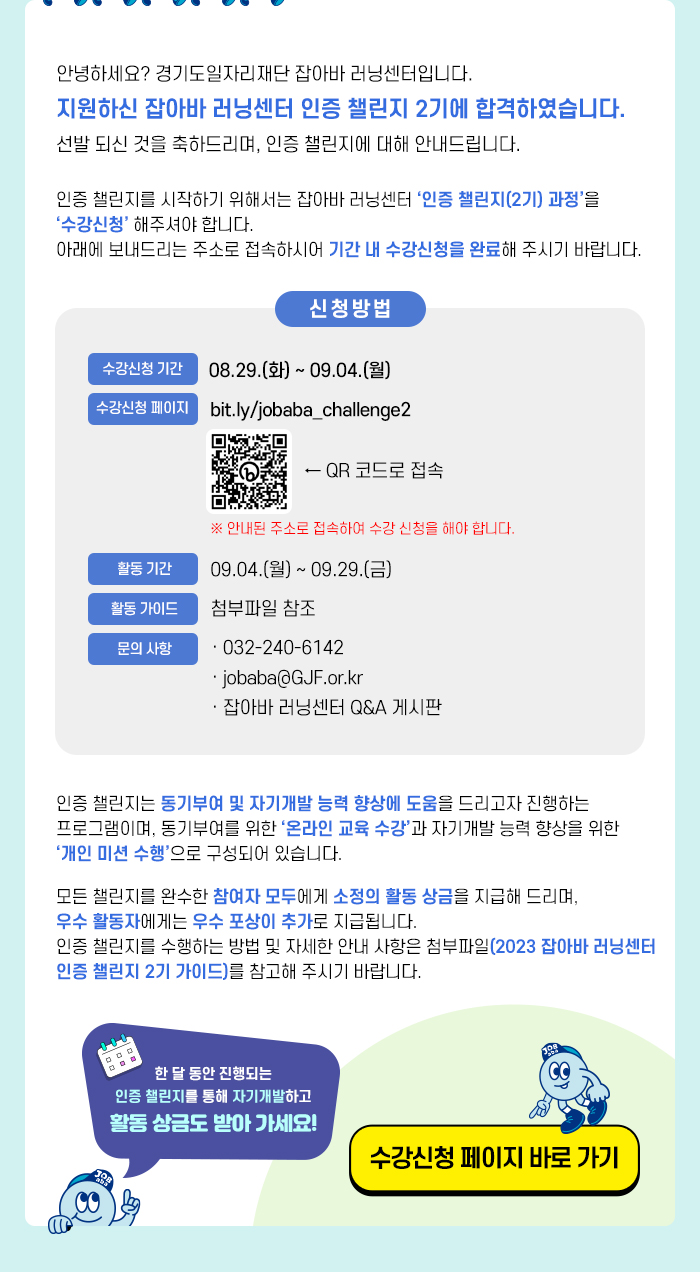 안녕하세요? 경기도일자리재단 잡아바 러닝센터입니다.
지원하신 잡아바 러닝센터 인증 챌린지 2기에 합격하였습니다.
선발 되신 것을 축하드리며, 인증 챌린지에 대해 안내드립니다.
인증 챌린지를 시작하기 위해서는 잡아바 러닝센터 ‘인증 챌린지(2기) 과정’을
‘수강신청’ 해주셔야 합니다.
아래에 보내드리는 주소로 접속하시어 기간 내 수강신청을 완료해 주시기 바랍니다.
신청방법
수강신청 기간 08.29.(화) ~ 09.04.(월)
수강신청 페이지 bit.ly/jobaba_challenge2
← QR 코드로 접속
※ 안내된 주소로 접속하여 수강 신청을 해야 합니다.
활동 기간 09.04.(월) ~ 09.29.(금)
활동 가이드 첨부파일 참조
문의 사항 · 032-240-6142
· jobaba@GJF.or.kr
· 잡아바 러닝센터 Q&A 게시판
인증 챌린지는 동기부여 및 자기개발 능력 향상에 도움을 드리고자 진행하는
프로그램이며, 동기부여를 위한 ‘온라인 교육 수강’과 자기개발 능력 향상을 위한
‘개인 미션 수행’으로 구성되어 있습니다.
모든 챌린지를 완수한 참여자 모두에게 소정의 활동 상금을 지급해 드리며,
우수 활동자에게는 우수 포상이 추가로 지급됩니다.
인증 챌린지를 수행하는 방법 및 자세한 안내 사항은 첨부파일(2023 잡아바 러닝센터
인증 챌린지 2기 가이드)를 참고해 주시기 바랍니다.
한 달 동안 진행되는
인증 챌린지를 통해 자기개발하고
활동 상금도 받아 가세요!
JOB
aba
수강신청 페이지 바로 가기
JOB
aba